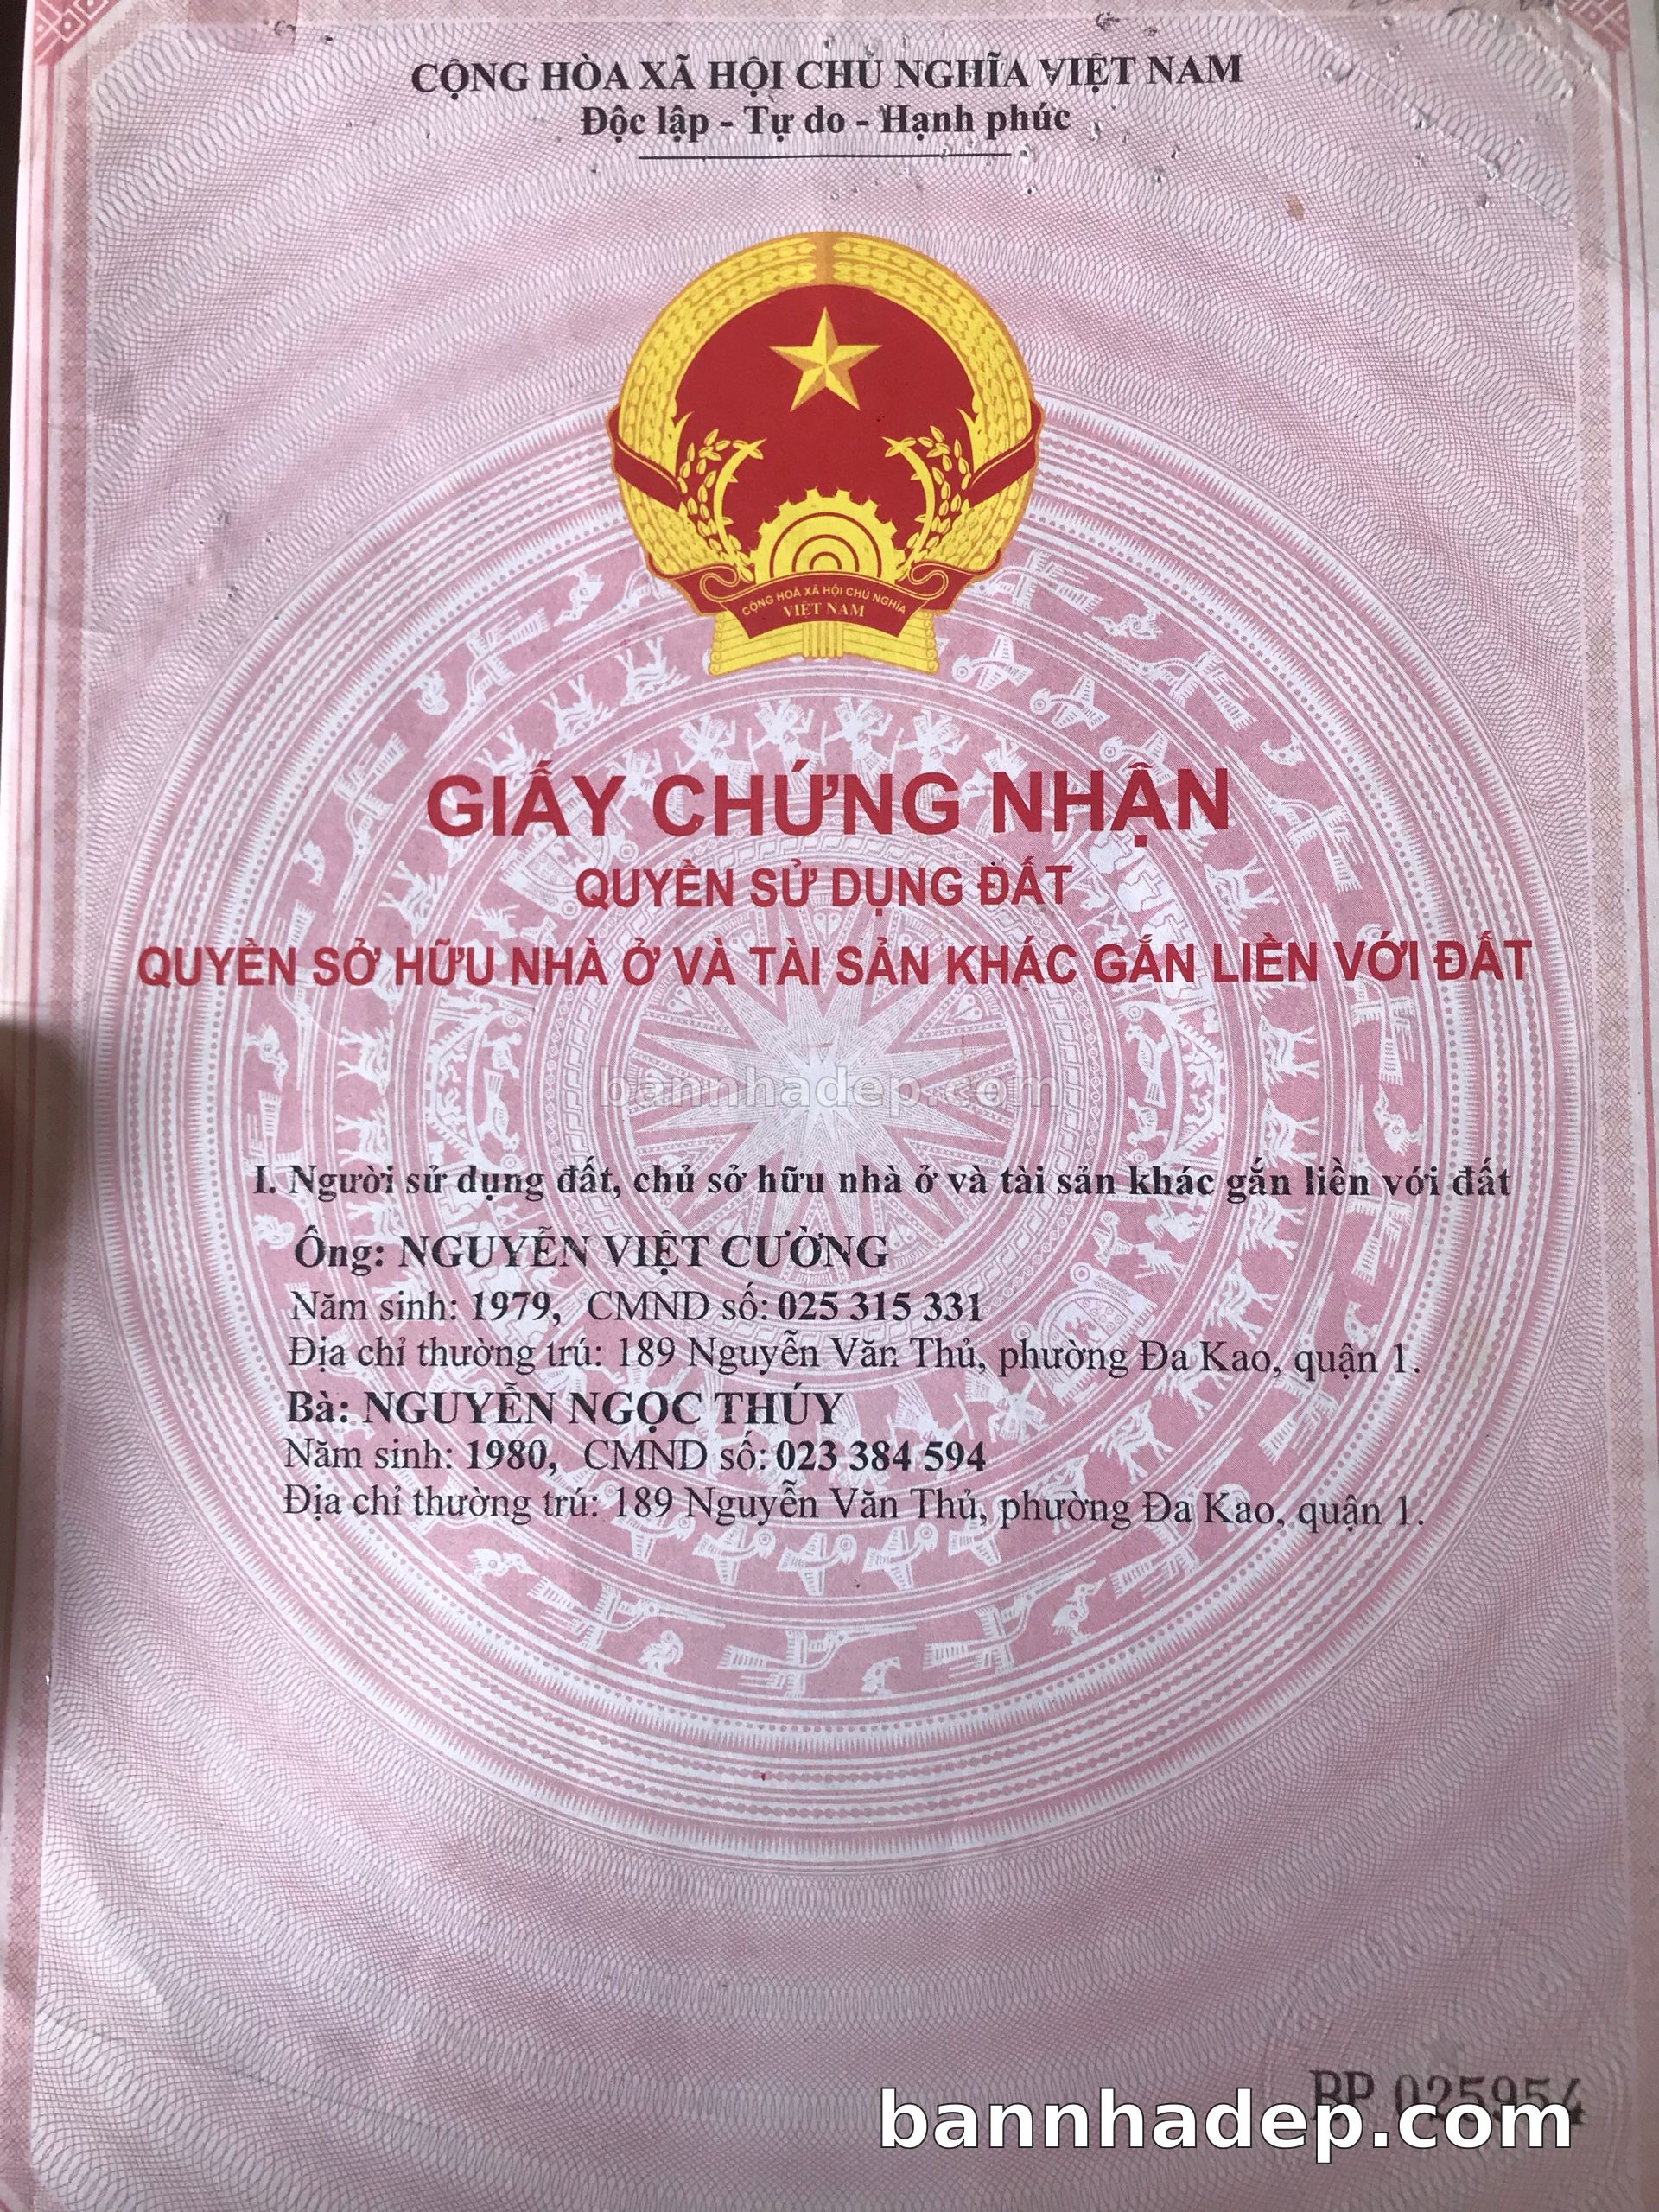 CỘNG HÒA XÃ HỘI CHỦ NGHĨA VIỆT NAM
Độc lập - Tự do - Hạnh phúc
CỘNG HOÀ XÃ HỘI CHỦ NGHĨA
VIỆT NAM
GIẤY CHỨNG NHẬN
QUYỀN SỬ DỤNG ĐẤT
QUYỀN SỞ HỮU NHÀ Ở VÀ TÀI SẢN KHÁC GẮN LIỀN VỚI ĐẤT
bannhadep.com
I. Người sử dụng đất, chủ sở hữu nhà ở và tài sản khác gắn liền với đất
Ông: NGUYỄN VIỆT CƯỜNG
Năm sinh: 1979, CMND số: 025 315 331
Địa chỉ thường trú: 189 Nguyễn Văn Thủ, phường Đa Kao, quận 1.
Bà: NGUYỄN NGỌC THÚY
Năm sinh: 1980, CMND số: 023 384 594
Địa chỉ thường trú: 189 Nguyễn Văn Thủ, phường Đa Kao, quận 1.
BP 025954
bannhadep.com